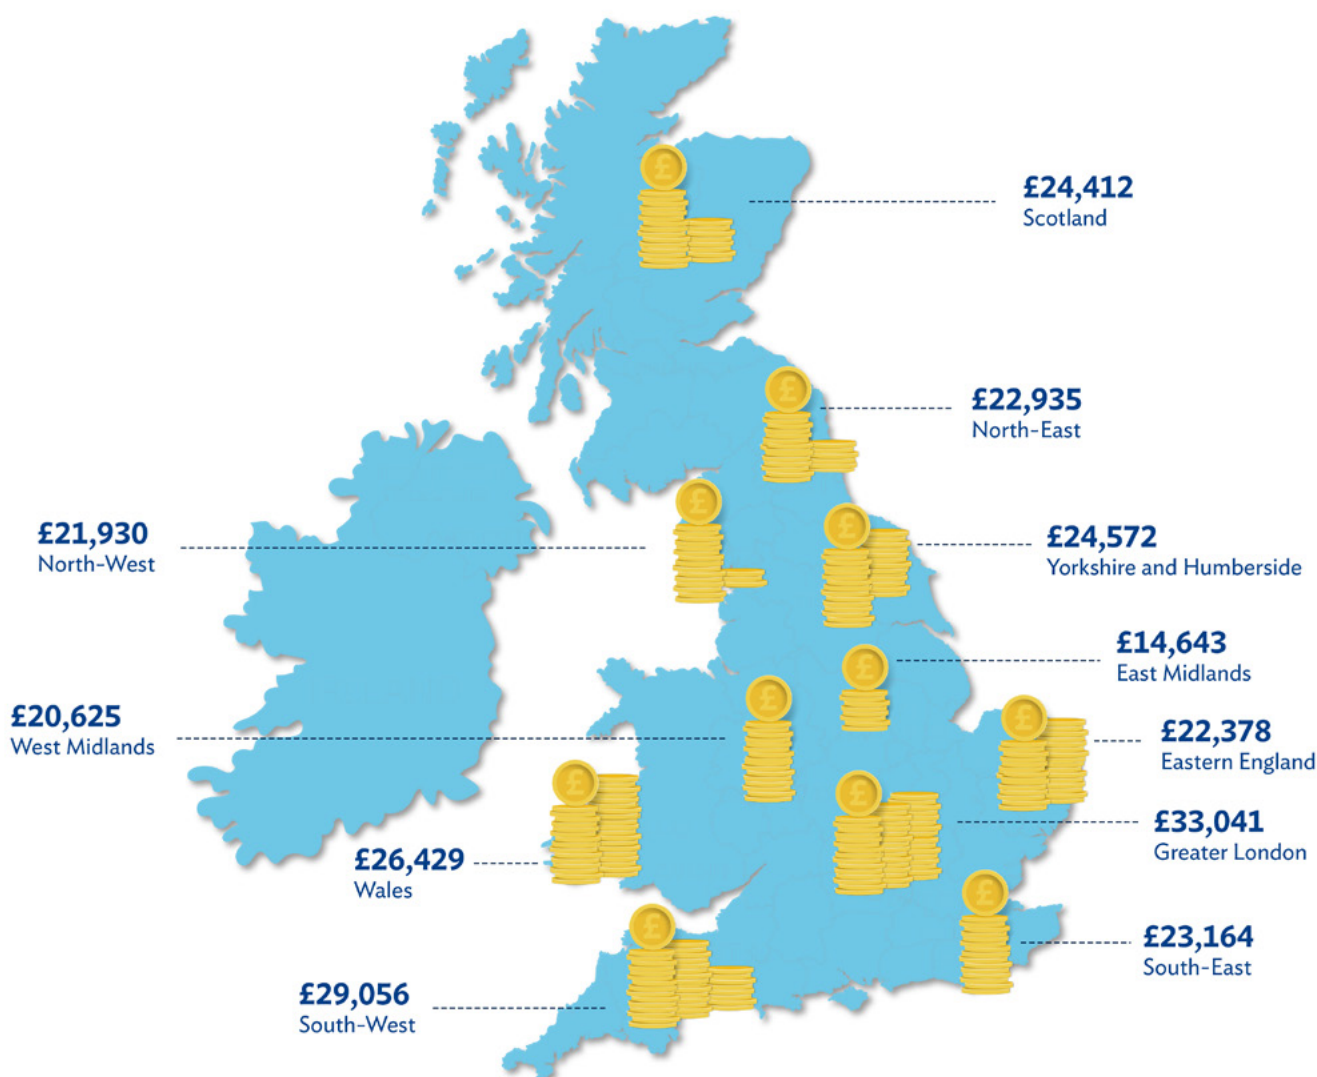 £24,412
Scotland
£22,935
North-East
£21,930
North-West
£24,572
Yorkshire and Humberside
£14,643
East Midlands
£20,625
West Midlands
£22,378
Eastern England
£33,041
Greater London
£26,429
Wales
£23,164
South-East
£29,056
South-West